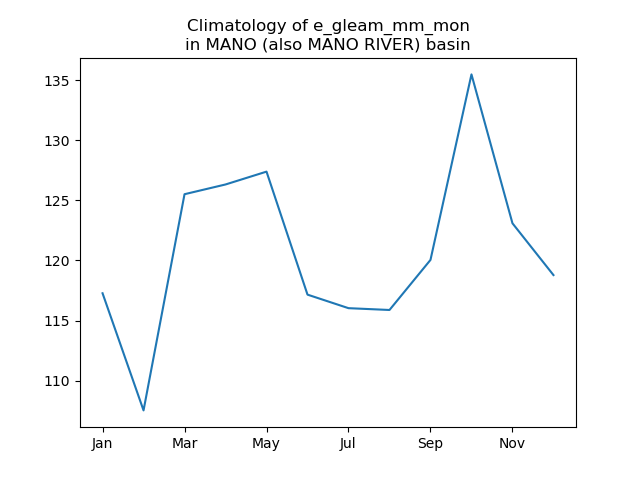 Climatology of e_gleam_mm_mon
in MANO (also MANO RIVER) basin
135
130
125
120
115
110
Jan Mar May Jul Sep Nov